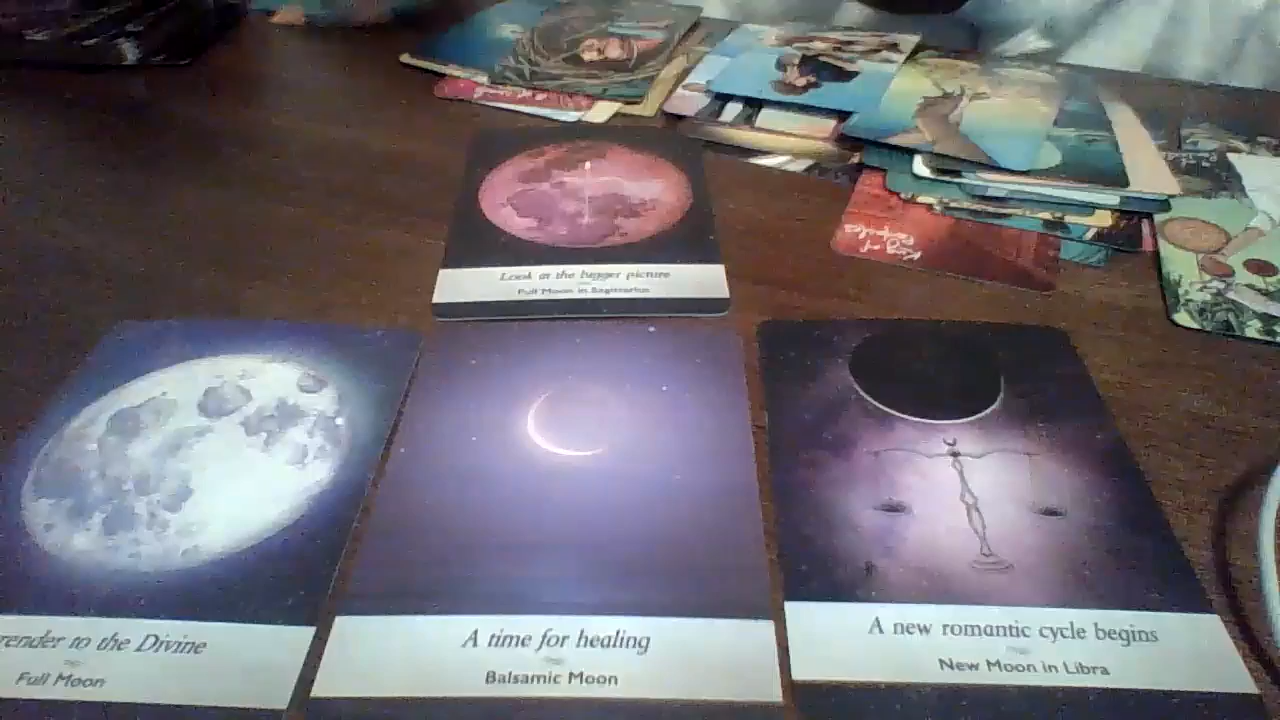 Look at the bigger picture
Full Moon in Sagittarius
render to the Divine
Full Moon
A time for healing
Balsamic Moon
A new romantic cycle begins
New Moon in Libra